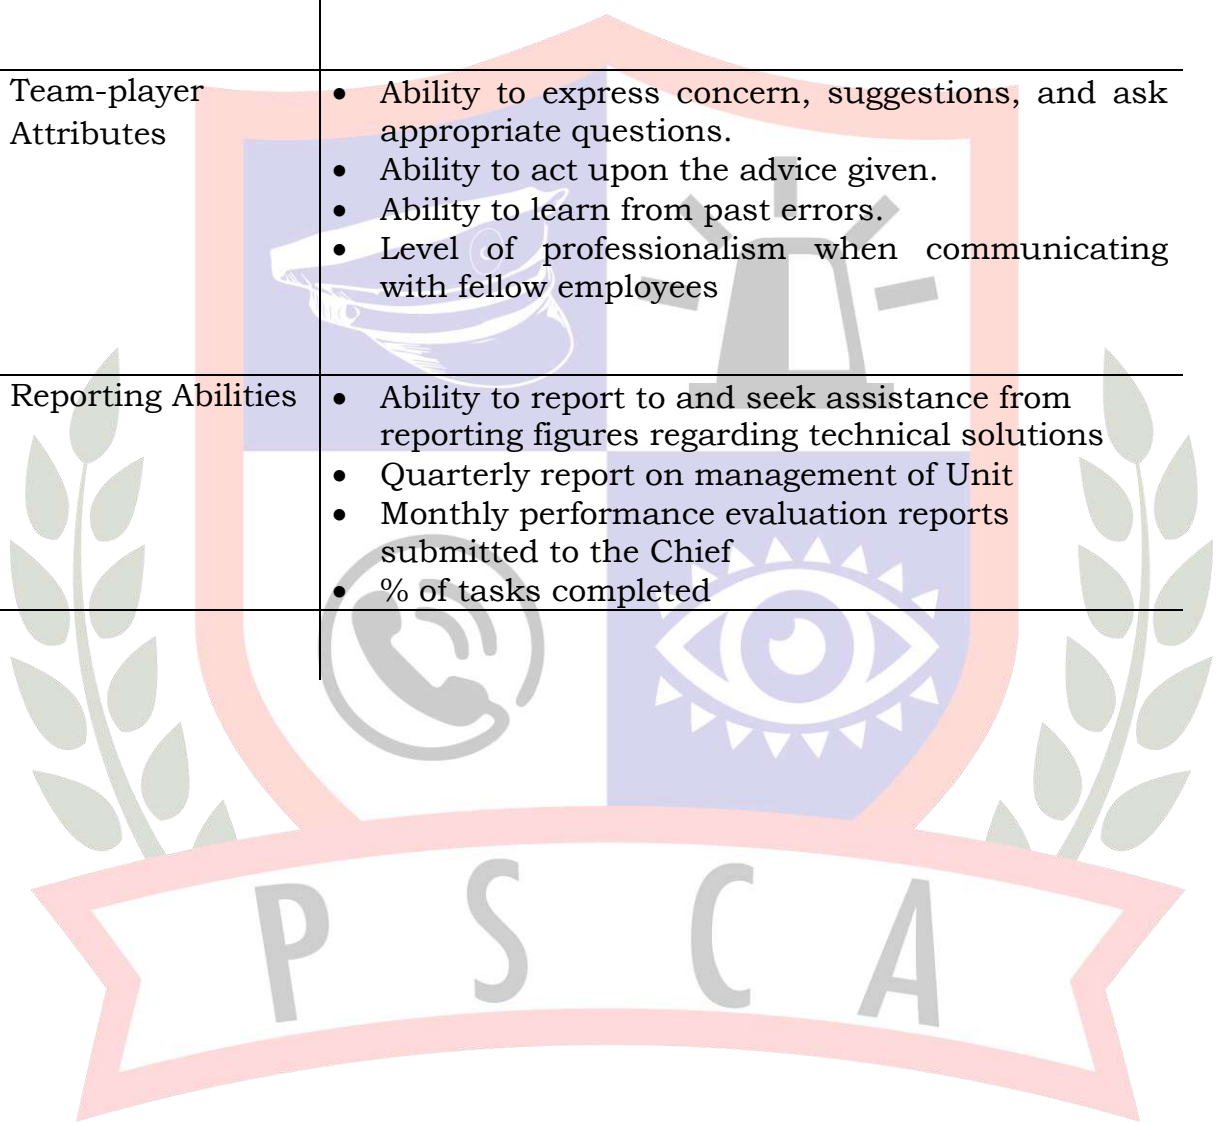 Team-player
Attributes
• Ability to express concern, suggestions, and ask
appropriate questions.
• Ability to act upon the advice given.
• Ability to learn from past errors.
• Level of professionalism when communicating
with fellow employees
Reporting Abilities
• Ability to report to and seek assistance from
reporting figures regarding technical solutions
• Quarterly report on management of Unit
• Monthly performance evaluation reports
submitted to the Chief
• % of tasks completed
P S C A